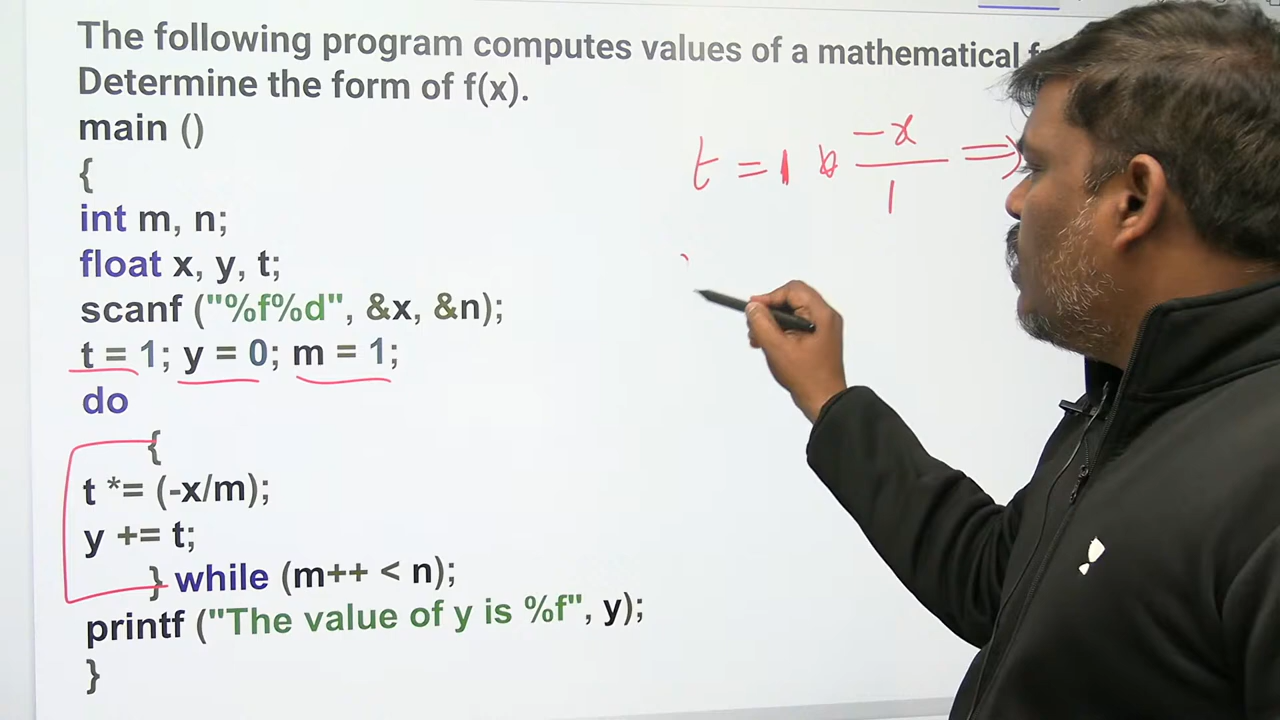 The following program computes values of a mathematical
Determine the form of f(x).
main ()
{
int m, n;
float x, y, t;
scanf ("%f%d", &x, &n);
t = 1; y = 0; m = 1;
do
{
t *= (-x/m);
y += t;
} while (m++ < n);
printf ("The value of y is %f", y);
}
t = 1 * -x/1 ⇒